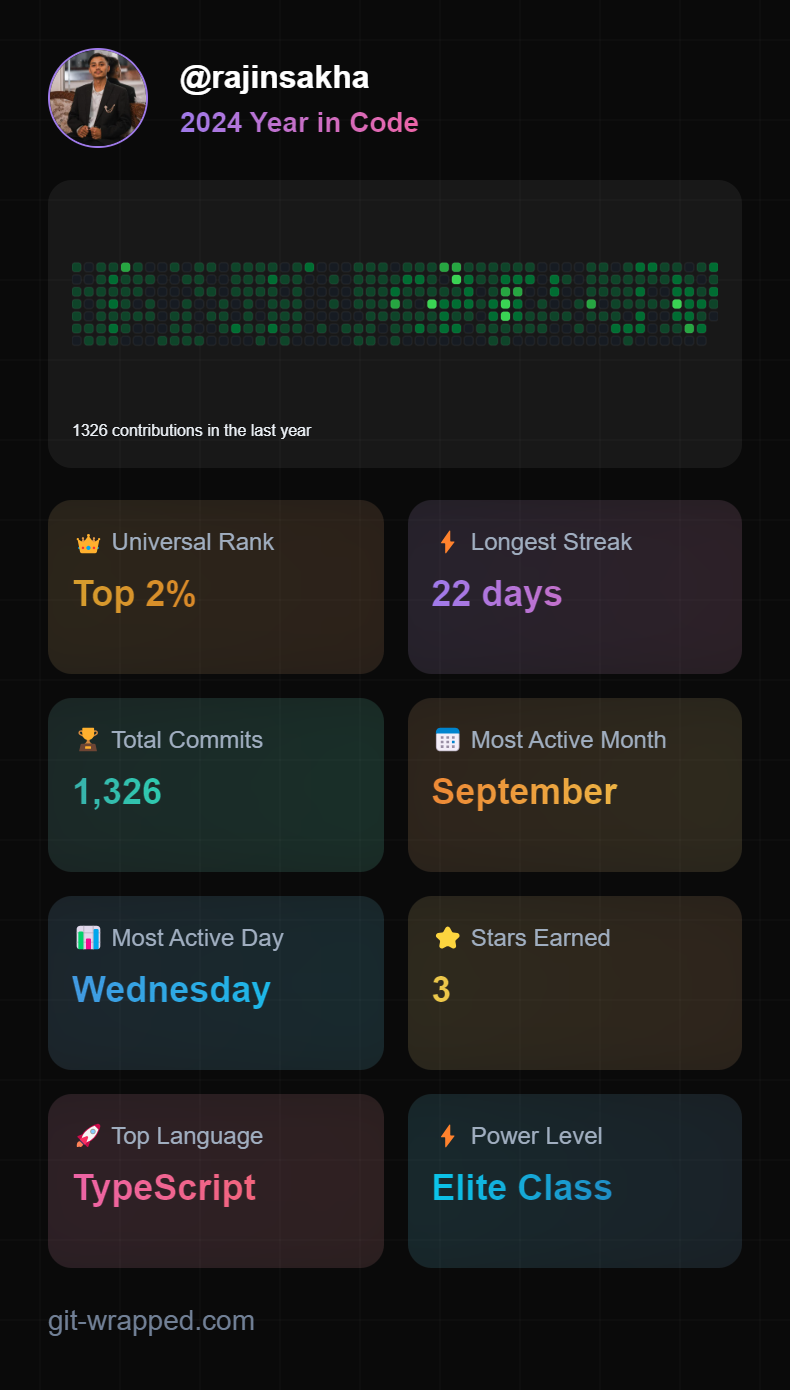 @rajinsakha
2024 Year in Code
1326 contributions in the last year
Universal Rank
Top 2%
Longest Streak
22 days
Total Commits
1,326
Most Active Month
September
Most Active Day
Wednesday
Stars Earned
3
Top Language
TypeScript
Power Level
Elite Class
git-wrapped.com